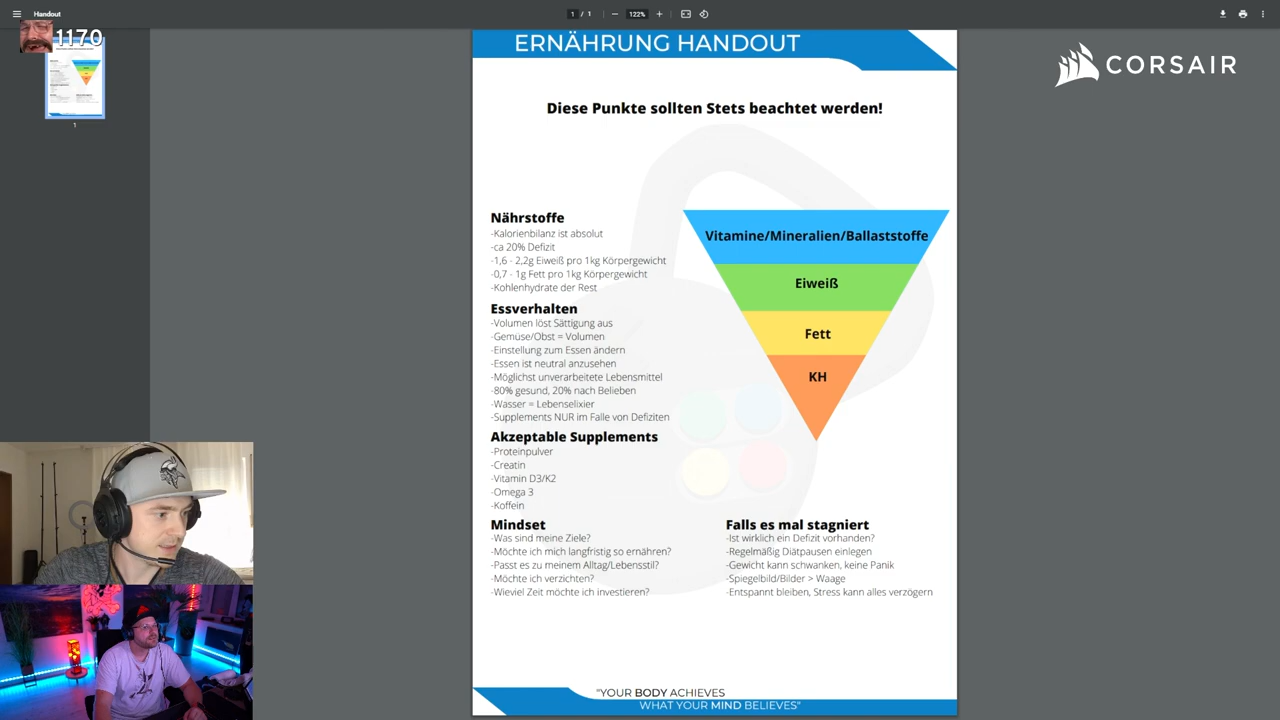 Handout
1 / 1
122%
1170
1
CORSAIR
ERNÄHRUNG HANDOUT
Diese Punkte sollten Stets beachtet werden!
Nährstoffe
-Kalorienbilanz ist absolut
-ca 20% Defizit
-1,6 - 2,2g Eiweiß pro 1kg Körpergewicht
-0,7 - 1g Fett pro 1kg Körpergewicht
-Kohlenhydrate der Rest
Essverhalten
-Volumen löst Sättigung aus
-Gemüse/Obst = Volumen
-Einstellung zum Essen ändern
-Essen ist neutral anzusehen
-Möglichst unverarbeitete Lebensmittel
-80% gesund, 20% nach Belieben
-Wasser = Lebenselixier
-Supplements NUR im Falle von Defiziten
Akzeptable Supplements
-Proteinpulver
-Creatin
-Vitamin D3/K2
-Omega 3
-Koffein
Mindset
-Was sind meine Ziele?
-Möchte ich mich langfristig so ernähren?
-Passt es zu meinem Alltag/Lebensstil?
-Möchte ich verzichten?
-Wieviel Zeit möchte ich investieren?
Vitamine/Mineralien/Ballaststoffe
Eiweiß
Fett
KH
Falls es mal stagniert
-Ist wirklich ein Defizit vorhanden?
-Regelmäßig Diätpausen einlegen
-Gewicht kann schwanken, keine Panik
-Spiegelbild/Bilder > Waage
-Entspannt bleiben, Stress kann alles verzögern
"YOUR BODY ACHIEVES
WHAT YOUR MIND BELIEVES"